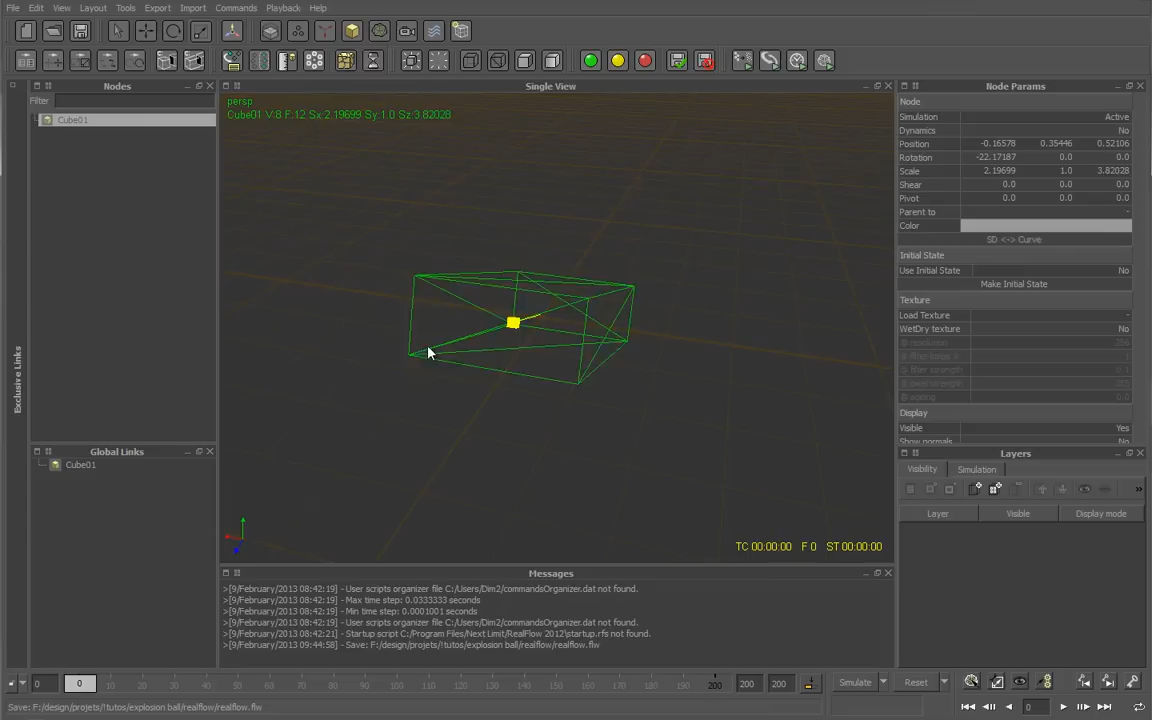 File Edit View Layout Tools Export Import Commands Playback Help
Nodes
Filter
Cube01
Exclusive Links
Global Links
Cube01
Single View
persp
Cube01 V:8 F:12 Sx:2.19699 Sy:1.0 Sz:3.82028
TC 00:00:00 F 0 ST 00:00:00
Messages
>[9/February/2013 08:42:19] - User scripts organizer file C:/Users/Dim2/commandsOrganizer.dat not found.
>[9/February/2013 08:42:19] - Max time step: 0.0333333 seconds
>[9/February/2013 08:42:19] - Min time step: 0.0001001 seconds
>[9/February/2013 08:42:19] - User scripts organizer file C:/Users/Dim2/commandsOrganizer.dat not found.
>[9/February/2013 08:42:21] - Startup script C:/Program Files/Next Limit/RealFlow 2012\startup.rfs not found.
>[9/February/2013 09:44:58] - Save: F:/design/projets/!tutos/explosion ball/realflow/realflow.flw
Node Params
Node
Simulation Active
Dynamics No
Position -0.16578 0.35446 0.52106
Rotation -22.17187 0.0 0.0
Scale 2.19699 1.0 3.82028
Shear 0.0 0.0 0.0
Pivot 0.0 0.0 0.0
Parent to -
Color
SD <-> Curve
Initial State
Use Initial State No
Make Initial State
Texture
Load Texture -
WetDry texture No
resolution 256
filter strength 0.1
ageing 0.0
Display
Visible Yes
Show normals No
Layers
Visibility Simulation
»
Layer Visible Display mode
0 0 10 20 30 40 50 60 70 80 90 100 110 120 130 140 150 160 170 180 190 200 200 200 Simulate Reset
Save: F:/design/projets/!tutos/explosion ball/realflow/realflow.flw 0